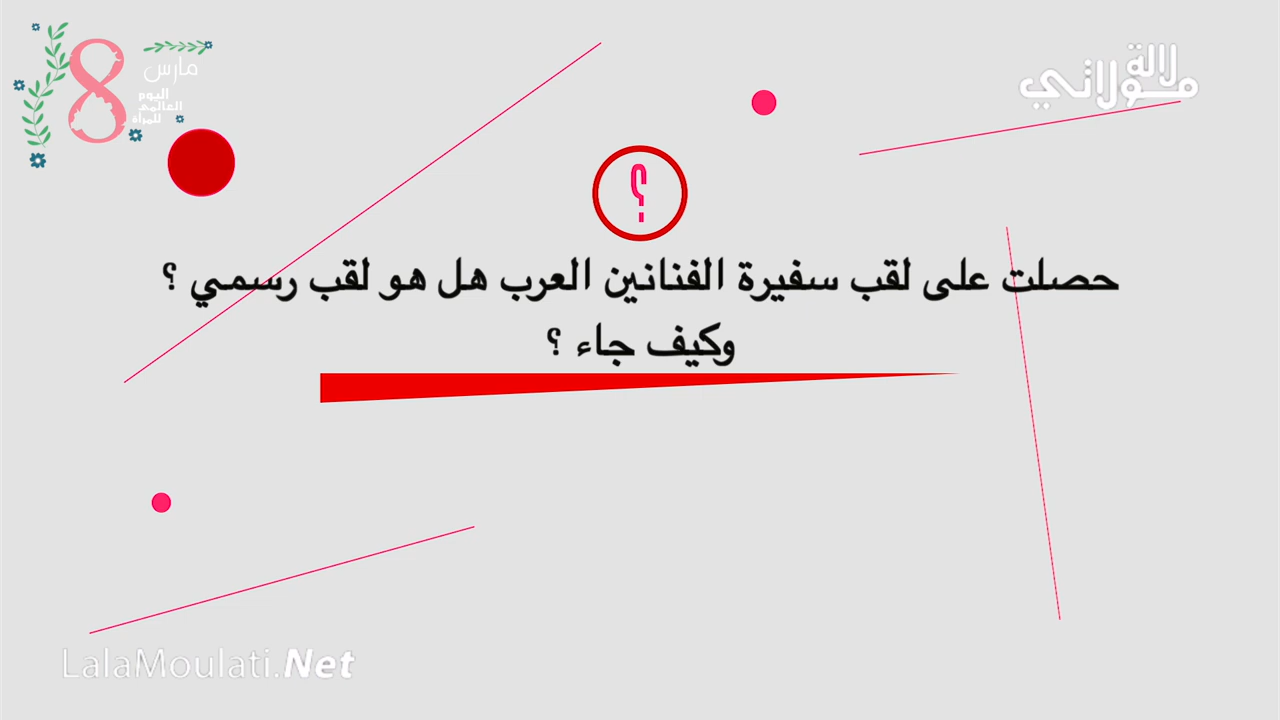 8
مارس
اليوم
العالمي
للمرأة
لالة
مولاتي
؟
حصلت على لقب سفيرة الفنانين العرب هل هو لقب رسمي ؟
وكيف جاء ؟
LalaMoulati.Net